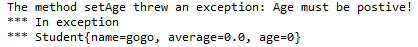 The method setAge threw an exception: Age must be postive!
*** In exception
*** Student{name=gogo, average=0.0, age=0}